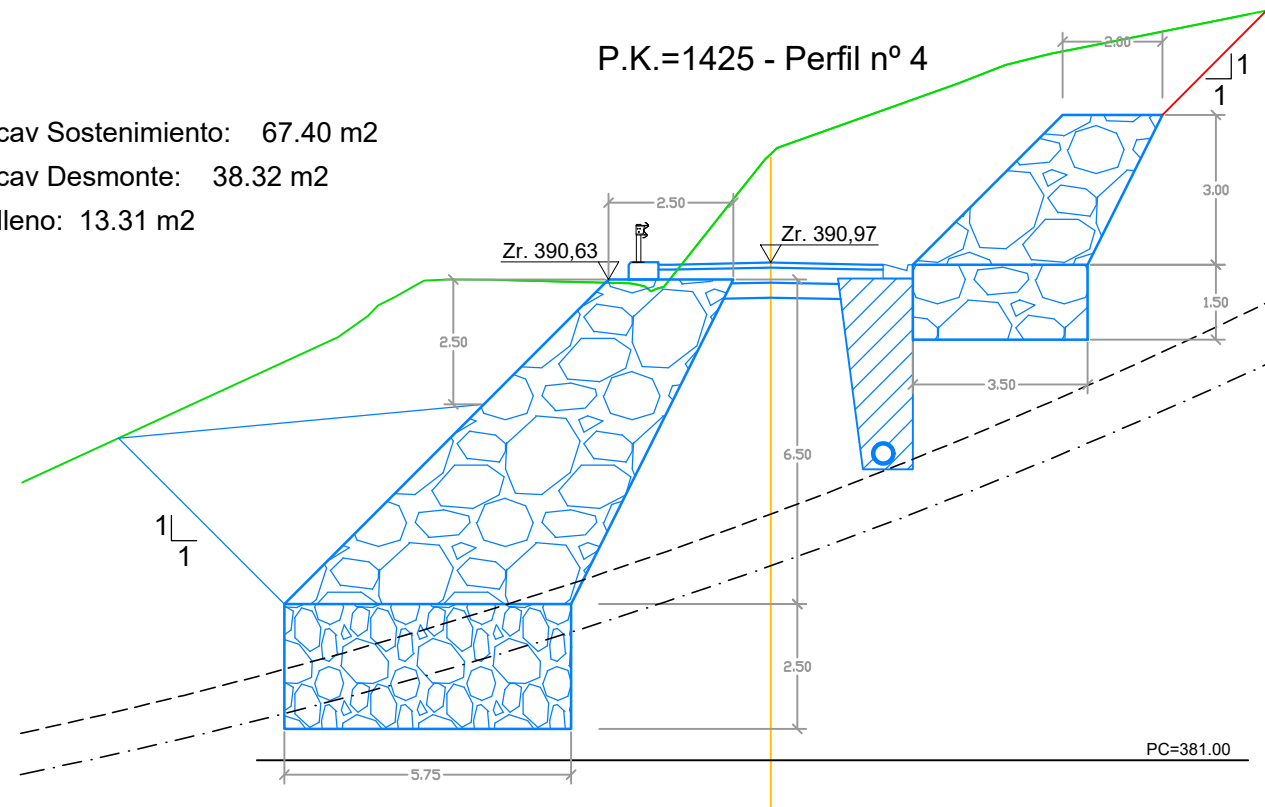 P.K.=1425 - Perfil nº 4
2.00
1
1
cav Sostenimiento: 67.40 m2
cav Desmonte: 38.32 m2
lleno: 13.31 m2
3.00
2.50
Zr. 390,63
Zr. 390,97
1.50
2.50
3.50
6.50
1
1
2.50
PC=381.00
5.75